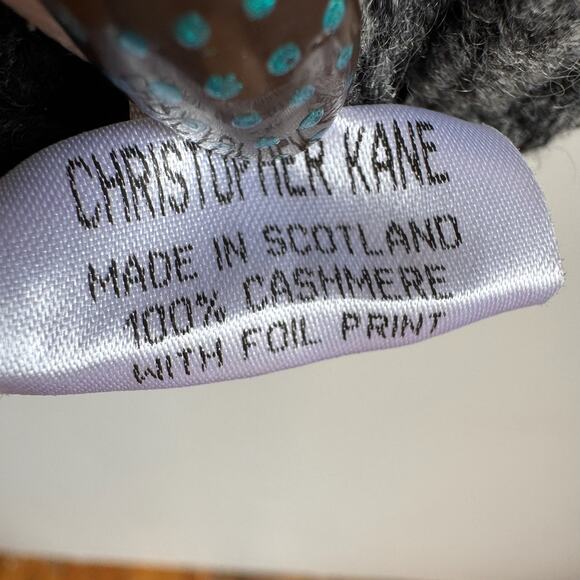 CHRISTOPHER KANE
MADE IN SCOTLAND
100% CASHMERE
WITH FOIL PRINT